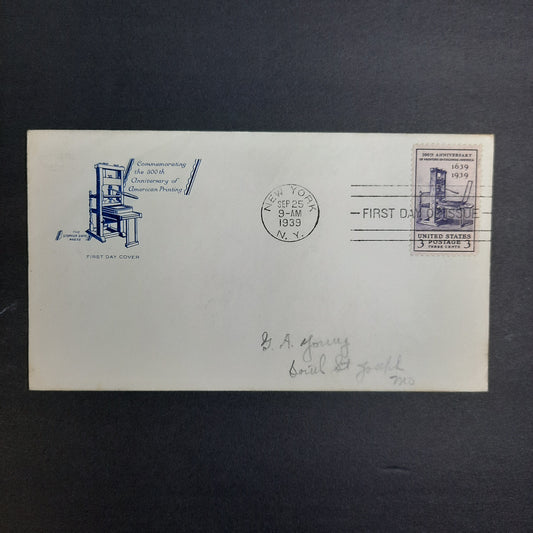 Commemorating
the 300th
Anniversary of
American Printing
THE
STEPHEN DAYE
PRESS
FIRST DAY COVER
NEW YORK
SEP 25
9-AM
1939
N. Y.
FIRST DAY OF ISSUE
300TH ANNIVERSARY
OF PRINTING IN COLONIAL AMERICA
1639
1939
UNITED STATES
3 POSTAGE 3
THREE CENTS
G. A. Young
St Joseph
Mo